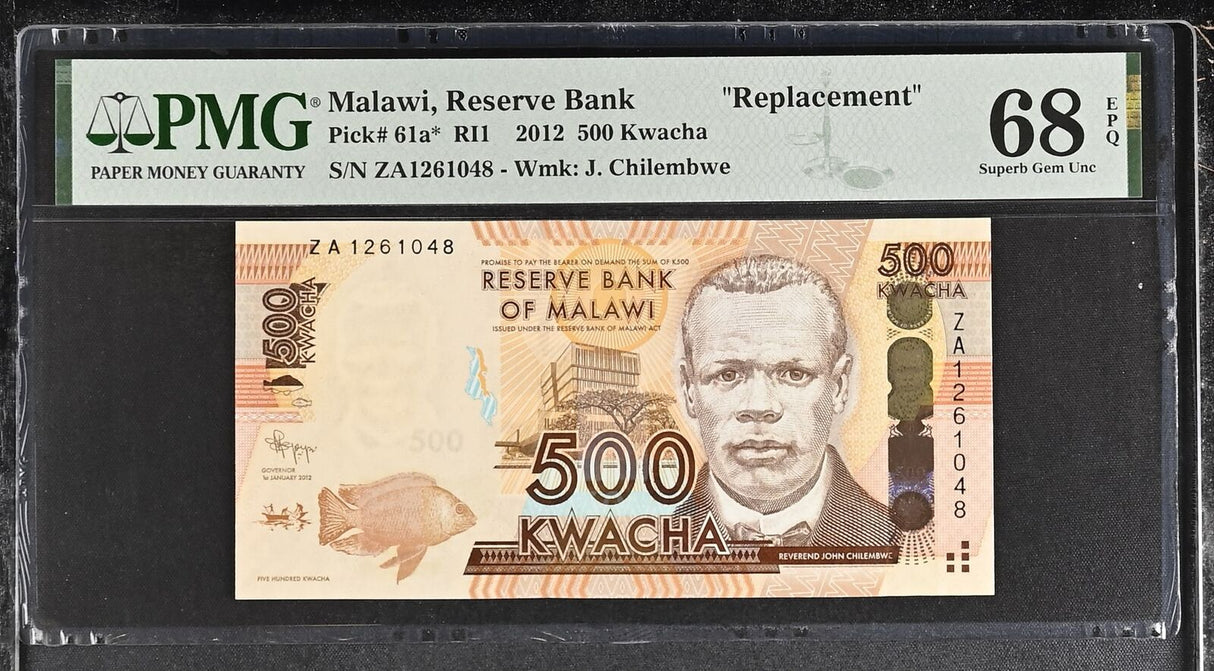 PMG®
PAPER MONEY GUARANTY
Malawi, Reserve Bank "Replacement"
Pick# 61a* RI1 2012 500 Kwacha
S/N ZA1261048 - Wmk: J. Chilembwe
68
EPQ
Superb Gem Unc
ZA1261048
PROMISE TO PAY THE BEARER ON DEMAND THE SUM OF K500
RESERVE BANK
OF MALAWI
ISSUED UNDER THE RESERVE BANK OF MALAWI ACT
500
KWACHA
500
KWACHA
ZA1261048
500
GOVERNOR
1st JANUARY 2012
500
KWACHA
REVEREND JOHN CHILEMBWE
FIVE HUNDRED KWACHA